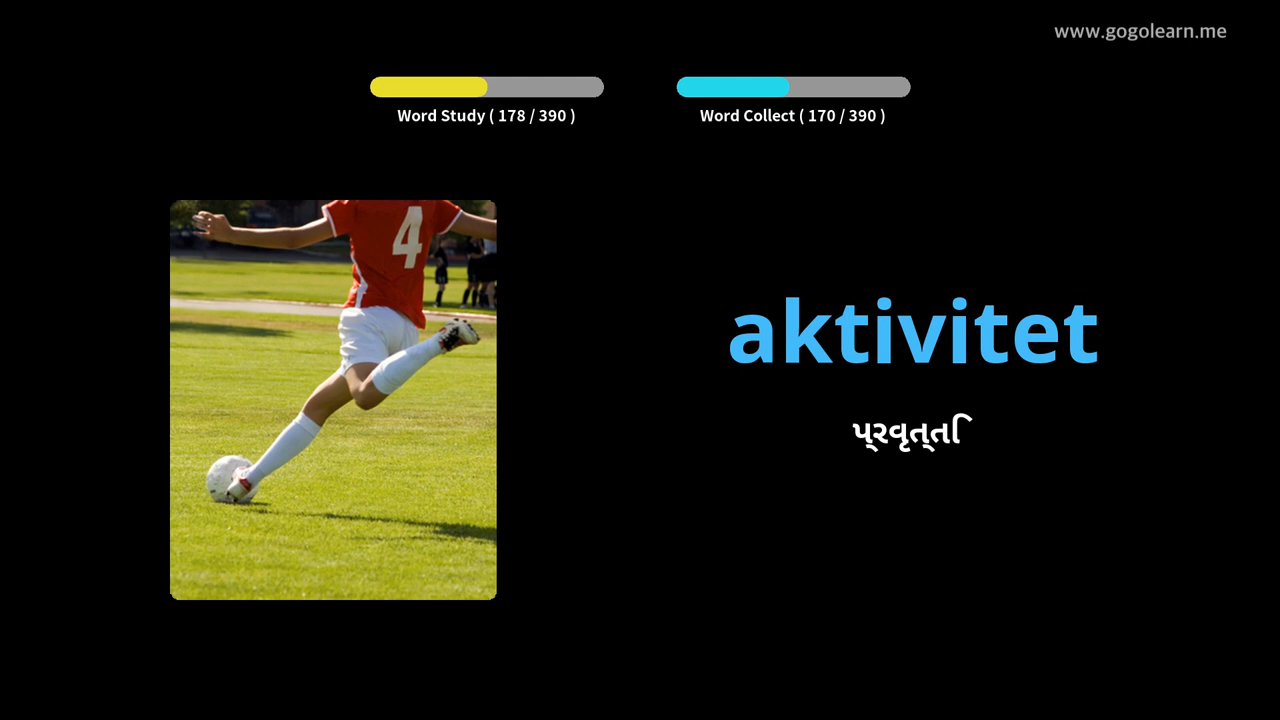 www.gogolearn.me
Word Study ( 178 / 390 )
Word Collect ( 170 / 390 )
4
aktivitet
પ્રવૃત્તિ